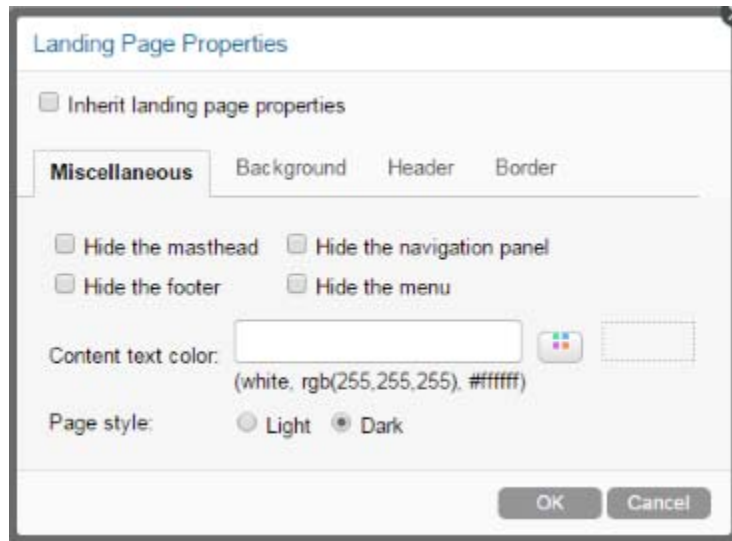 Landing Page Properties
Inherit landing page properties
Miscellaneous Background Header Border
Hide the masthead Hide the navigation panel
Hide the footer Hide the menu
Content text color:
(white, rgb(255,255,255), #ffffff)
Page style: Light Dark
OK Cancel